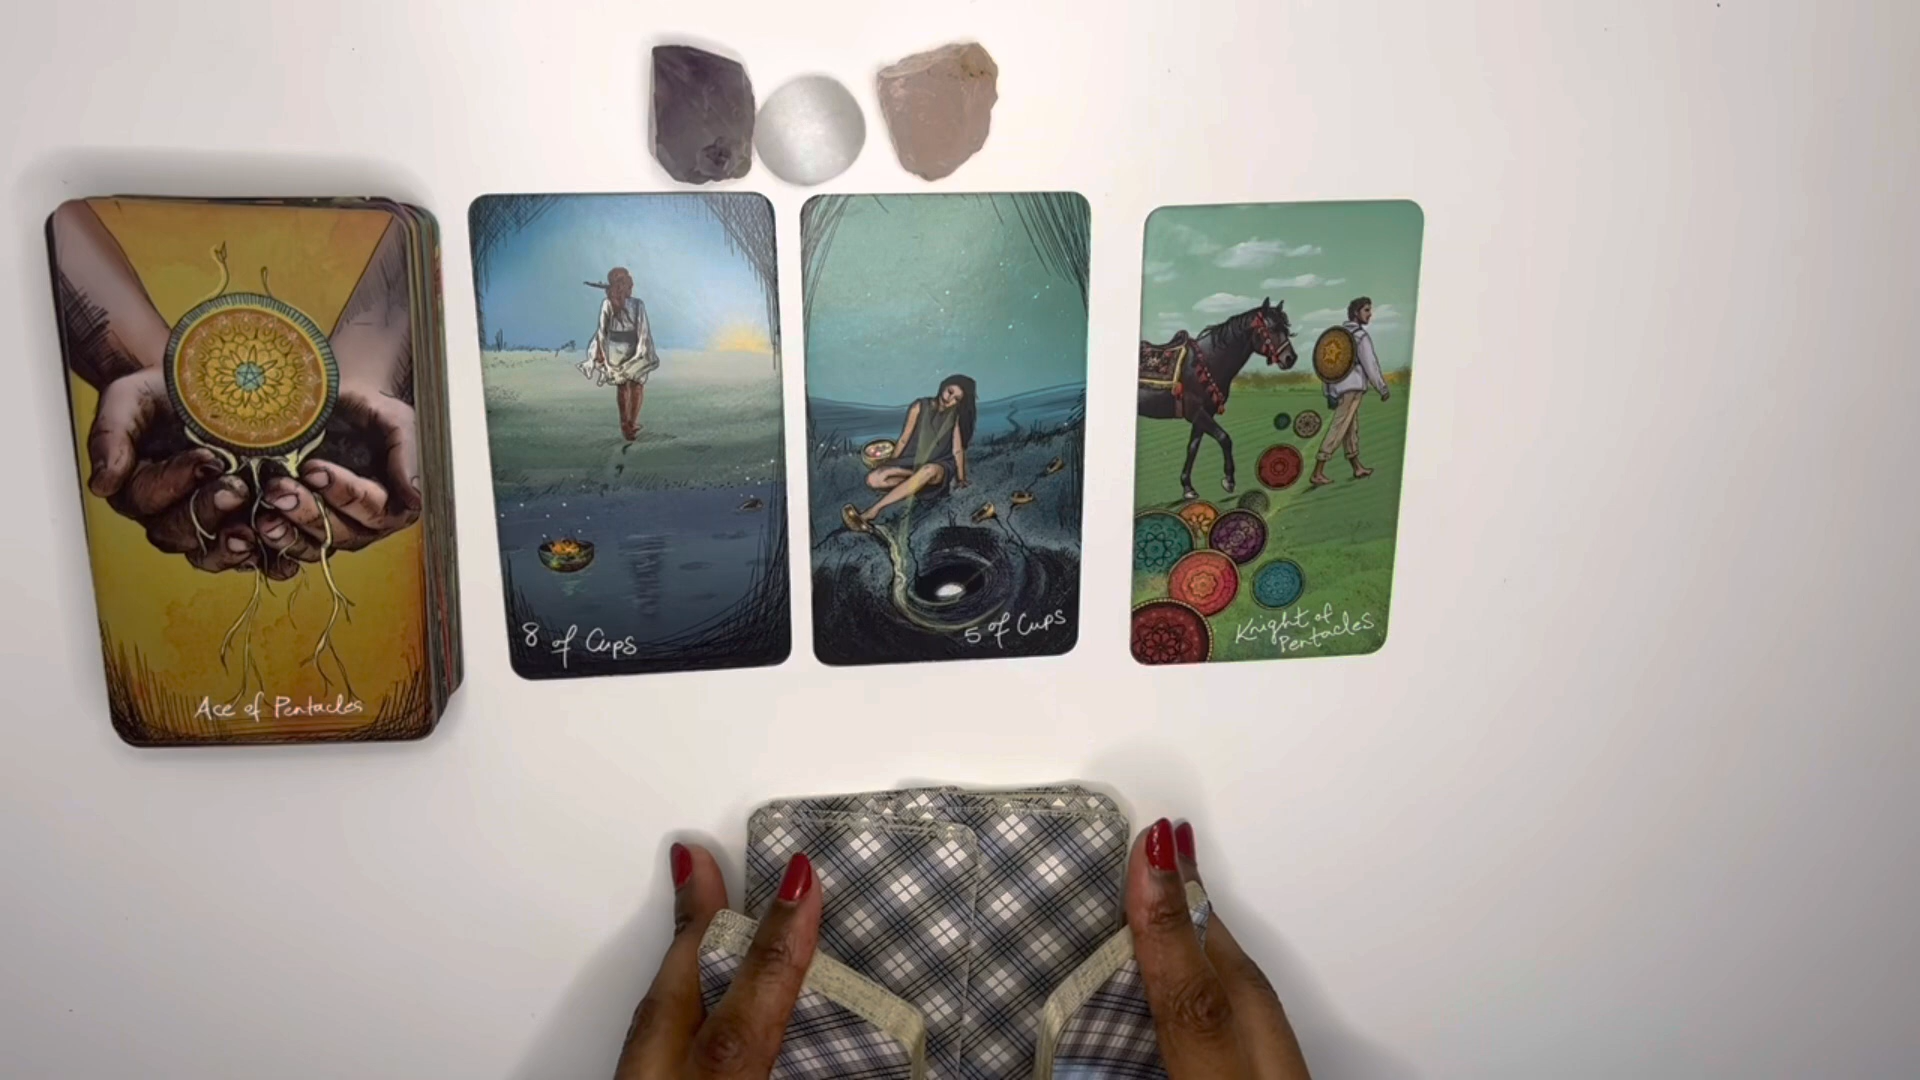 Ace of Pentacles
8 of Cups
5 of Cups
Knight of
Pentacles